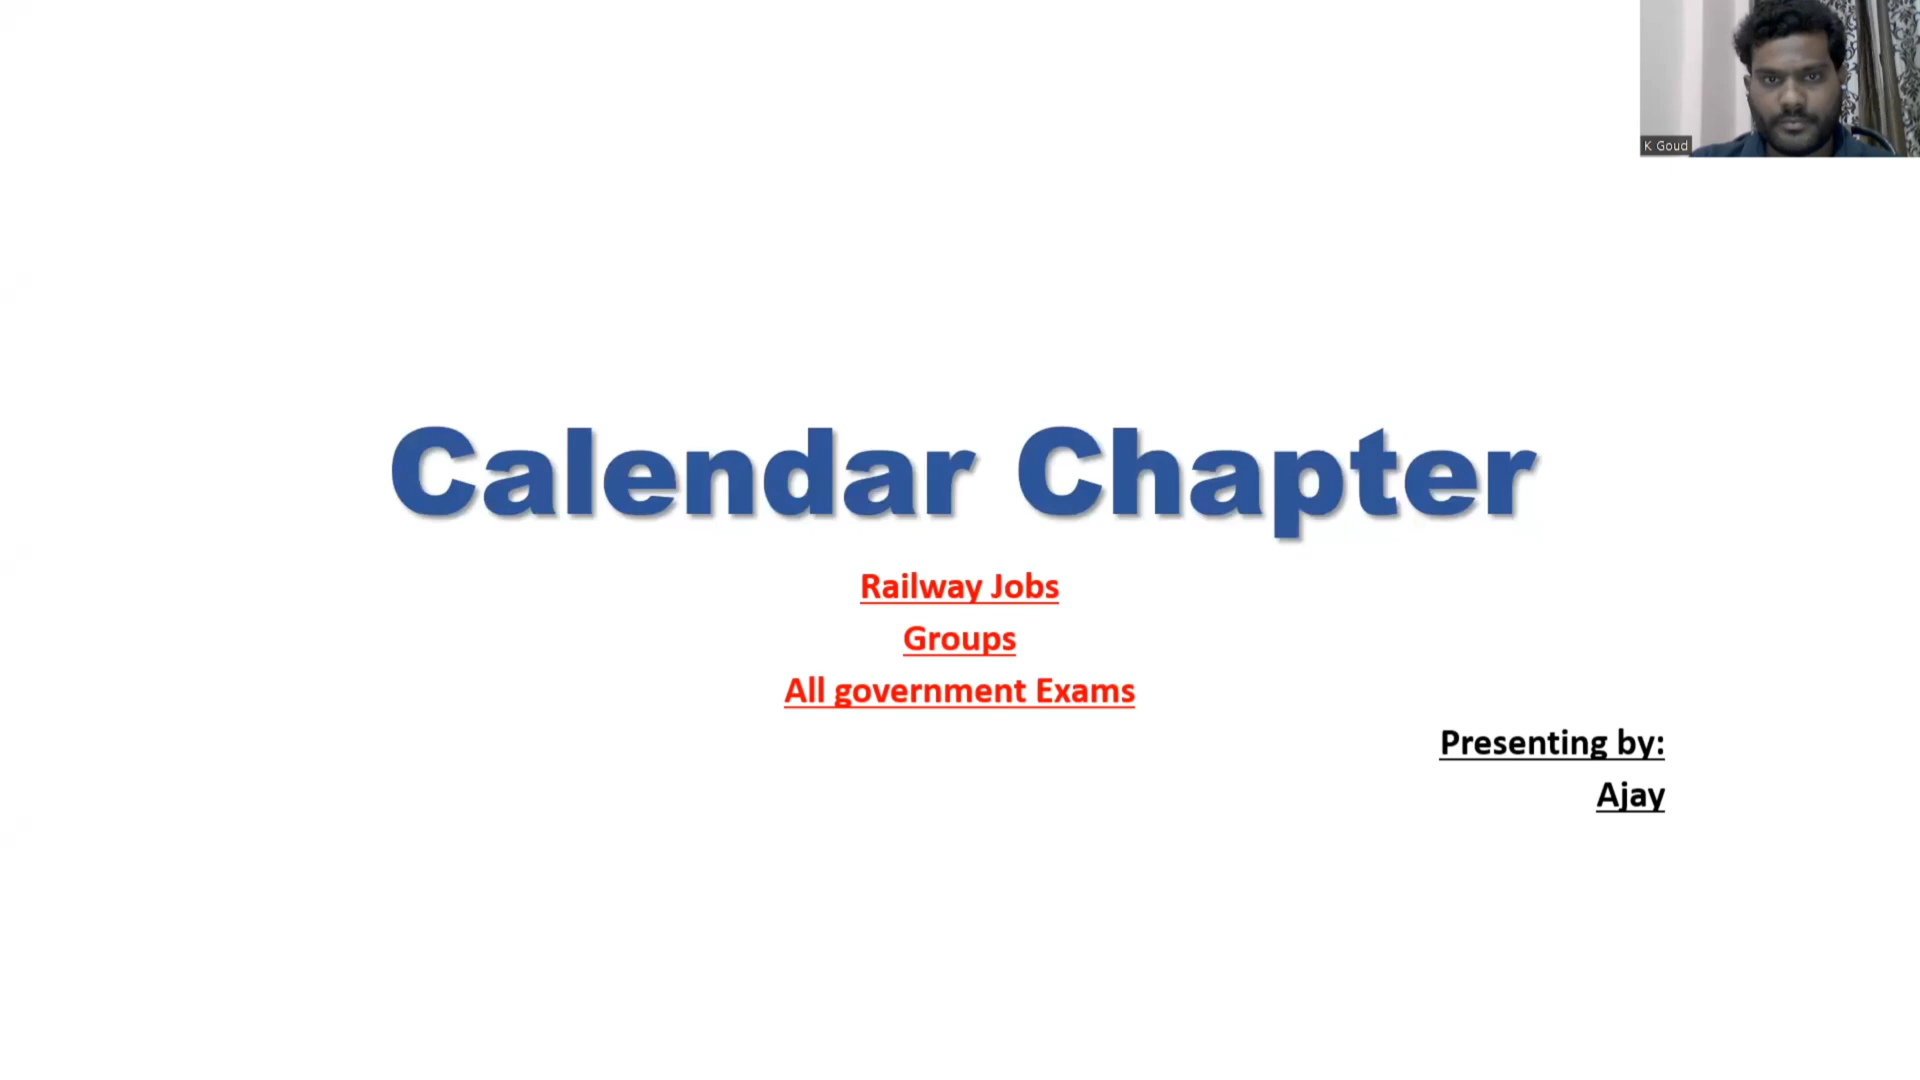 K Goud
Calendar Chapter
Railway Jobs
Groups
All government Exams
Presenting by:
Ajay